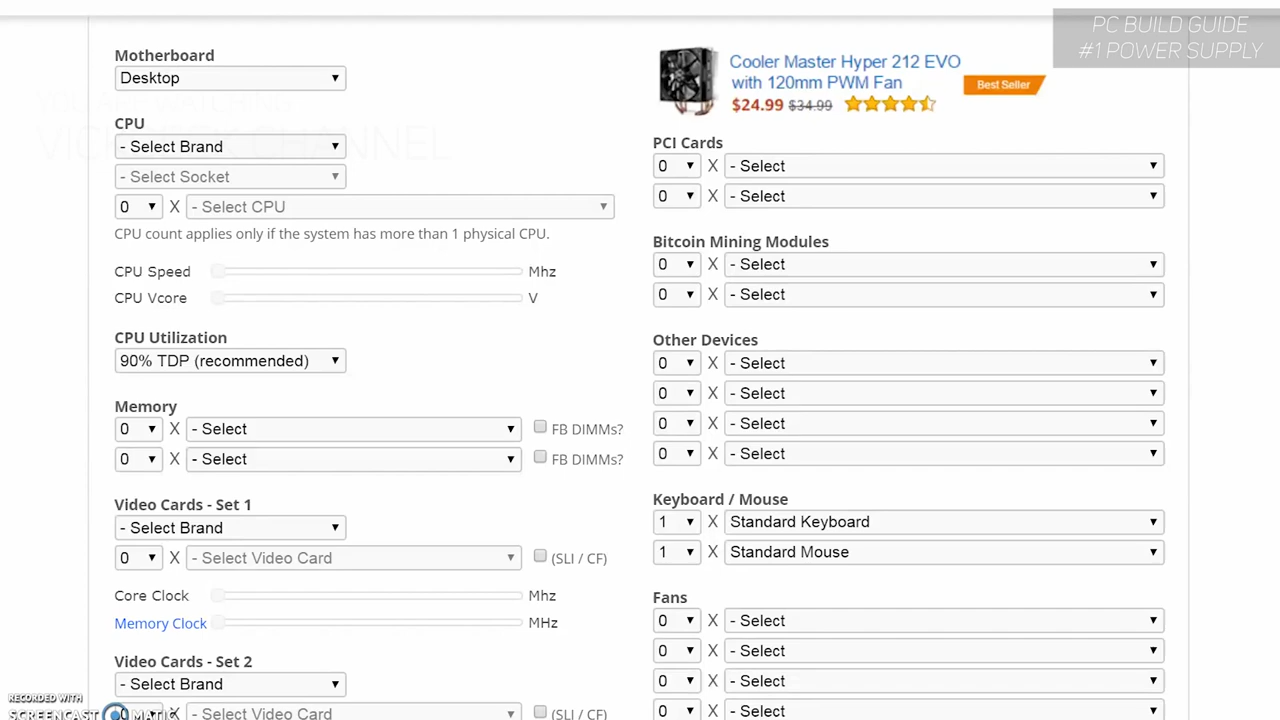 PC BUILD GUIDE
#1 POWER SUPPLY
Motherboard
Desktop
CPU
- Select Brand
- Select Socket
0 X - Select CPU
CPU count applies only if the system has more than 1 physical CPU.
CPU Speed Mhz
CPU Vcore V
CPU Utilization
90% TDP (recommended)
Memory
0 X - Select FB DIMMs?
0 X - Select FB DIMMs?
Video Cards - Set 1
- Select Brand
0 X - Select Video Card (SLI / CF)
Core Clock Mhz
Memory Clock MHz
Video Cards - Set 2
- Select Brand
X - Select Video Card (SLI / CF)
Cooler Master Hyper 212 EVO
with 120mm PWM Fan
$24.99 $34.99
Best Seller
PCI Cards
0 X - Select
0 X - Select
Bitcoin Mining Modules
0 X - Select
0 X - Select
Other Devices
0 X - Select
0 X - Select
0 X - Select
0 X - Select
Keyboard / Mouse
1 X Standard Keyboard
1 X Standard Mouse
Fans
0 X - Select
0 X - Select
0 X - Select
0 X - Select
RECORDED WITH
SCREENCAST MATIC